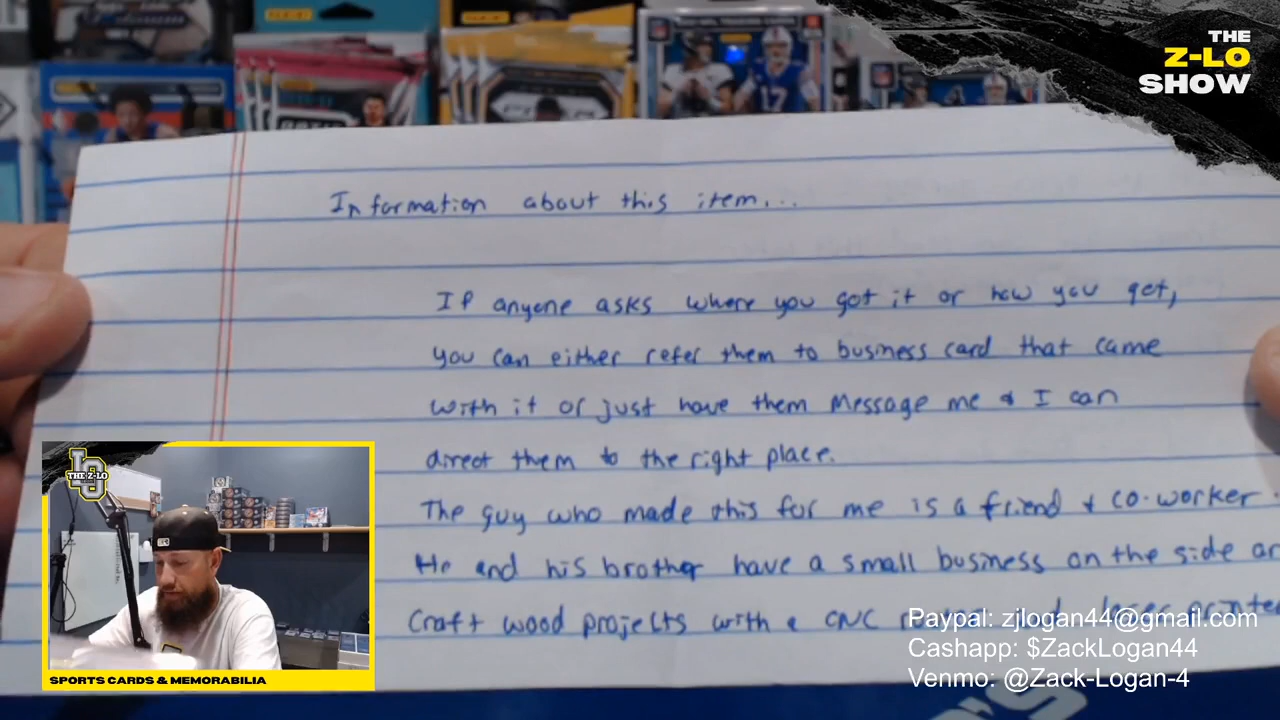 THE
Z-LO
SHOW
Information about this item...
If anyone asks where you got it or how you get,
you can either refer them to business card that came
with it or just have them message me & I can
direct them to the right place.
The guy who made this for me is a friend & co-worker.
He and his brother have a small business on the side
Craft wood projects with a CNC
Paypal: zjlogan44@gmail.com
Cashapp: $ZackLogan44
Venmo: @Zack-Logan-4
THE Z-LO
SPORTS CARDS & MEMORABILIA
17